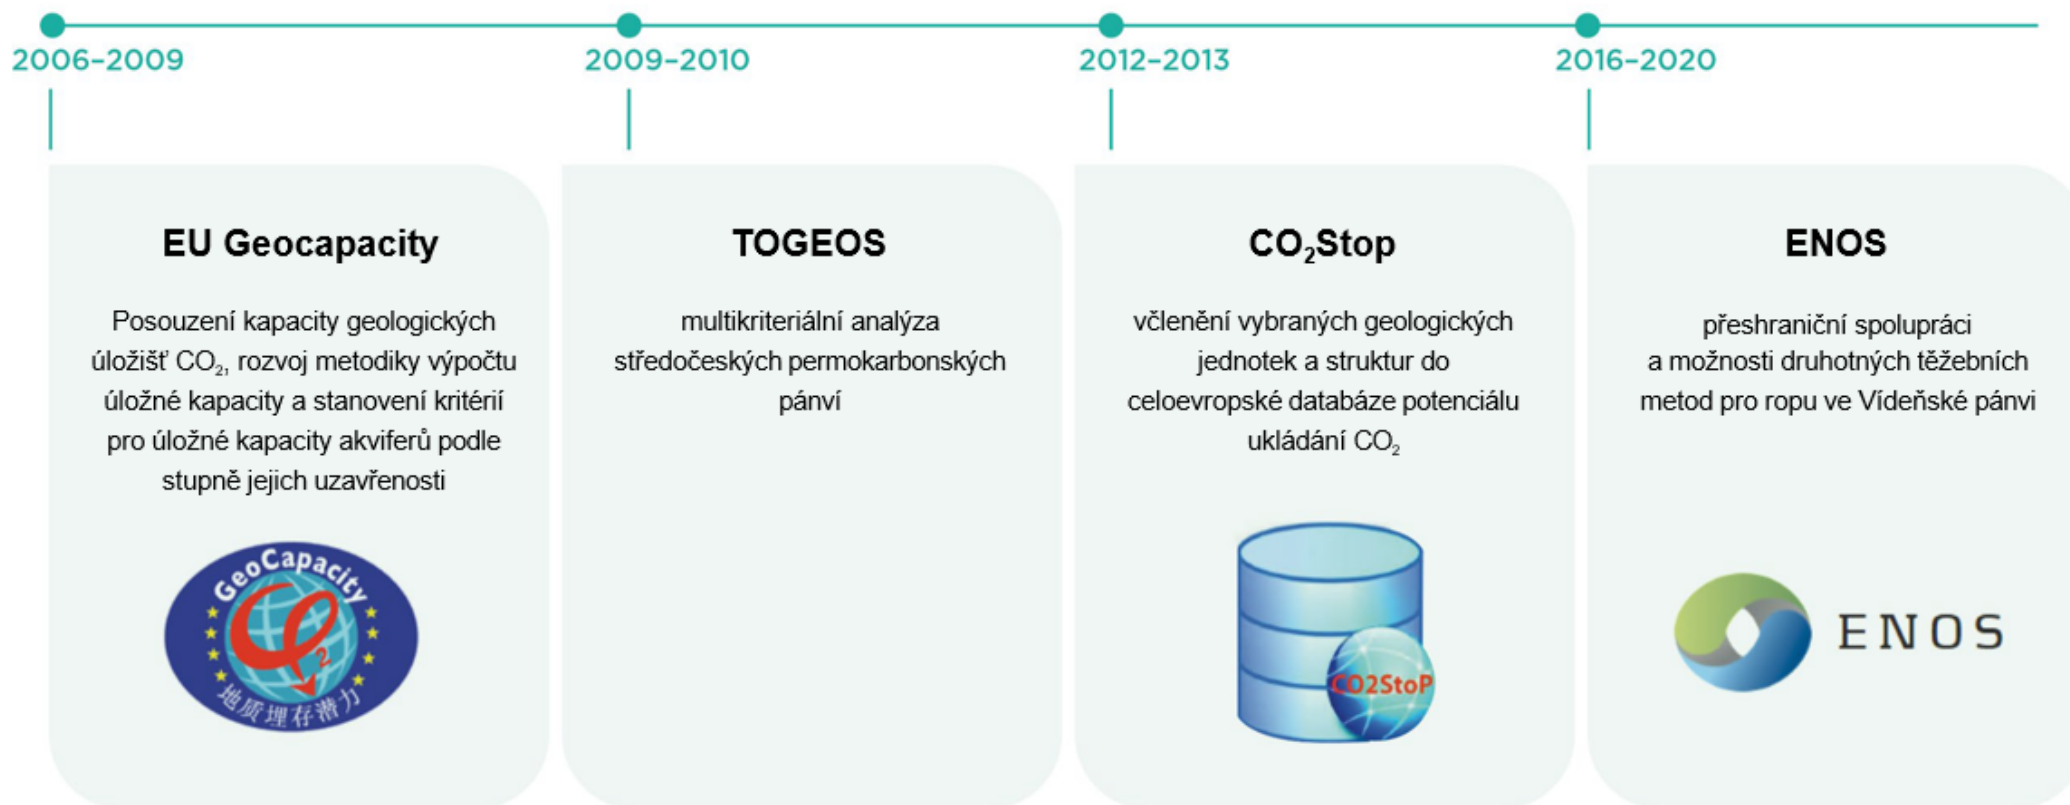 2006–2009
2009–2010
2012–2013
2016–2020
EU Geocapacity
Posouzení kapacity geologických
úložišť CO₂, rozvoj metodiky výpočtu
úložné kapacity a stanovení kritérií
pro úložné kapacity akviferů podle
stupně jejich uzavřenosti
GeoCapacity
2
地质埋存潜力
TOGEOS
multikriteriální analýza
středočeských permokarbonských
pánví
CO₂Stop
včlenění vybraných geologických
jednotek a struktur do
celoevropské databáze potenciálu
ukládání CO₂
CO2StoP
ENOS
přeshraniční spolupráci
a možnosti druhotných těžebních
metod pro ropu ve Vídeňské pánvi
ENOS